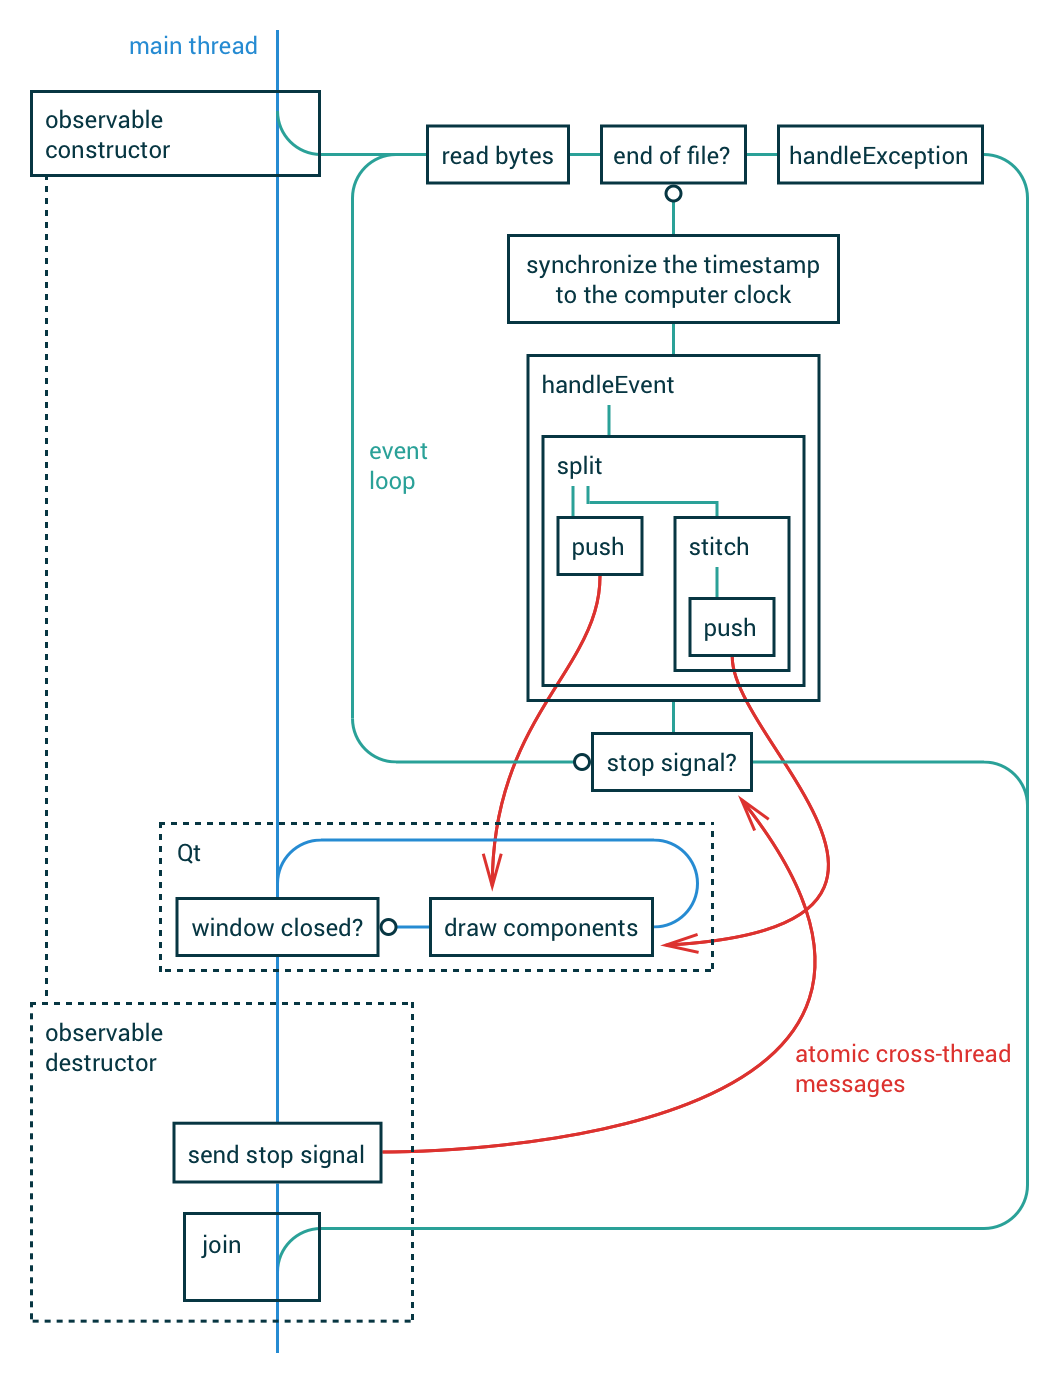 main thread
observable
constructor
read bytes
end of file?
handleException
synchronize the timestamp
to the computer clock
handleEvent
event
loop
split
push
stitch
push
stop signal?
Qt
window closed?
draw components
observable
destructor
atomic cross-thread
messages
send stop signal
join